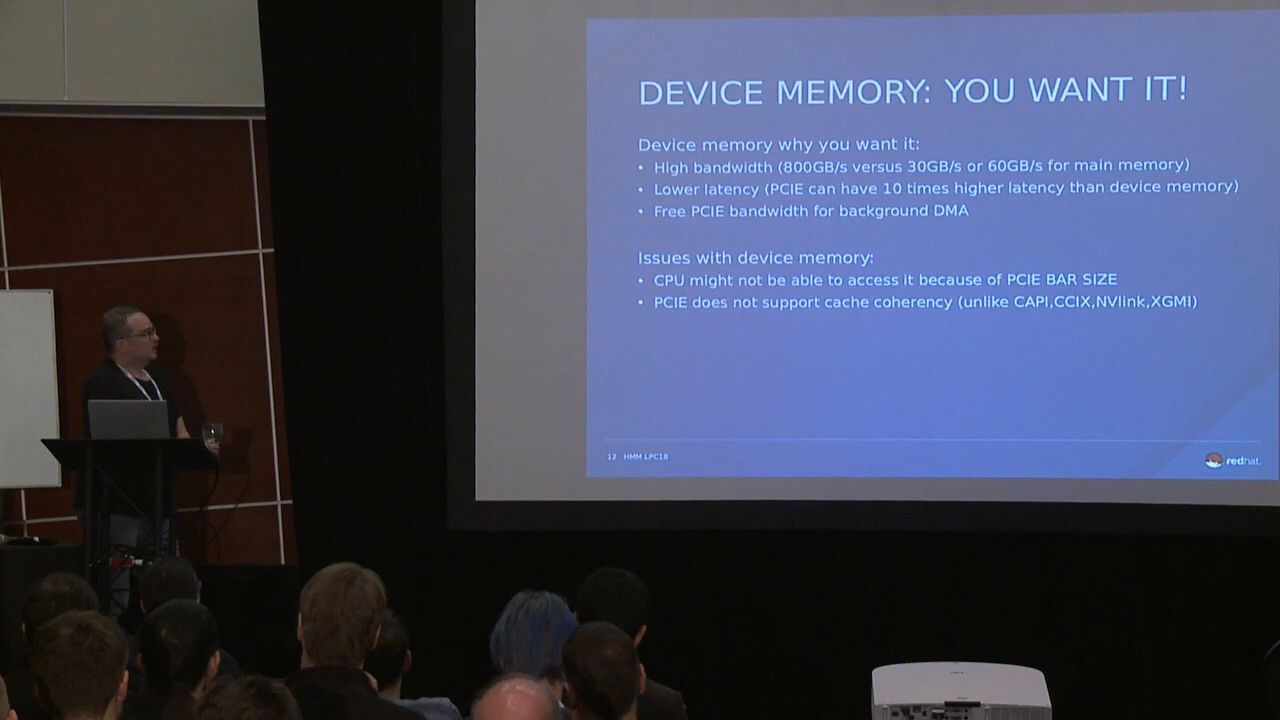 DEVICE MEMORY: YOU WANT IT!
Device memory why you want it:
• High bandwidth (800GB/s versus 30GB/s or 60GB/s for main memory)
• Lower latency (PCIE can have 10 times higher latency than device memory)
• Free PCIE bandwidth for background DMA
Issues with device memory:
• CPU might not be able to access it because of PCIE BAR SIZE
• PCIE does not support cache coherency (unlike CAPI,CCIX,NVlink,XGMI)
12 HMM LPC18
redhat.